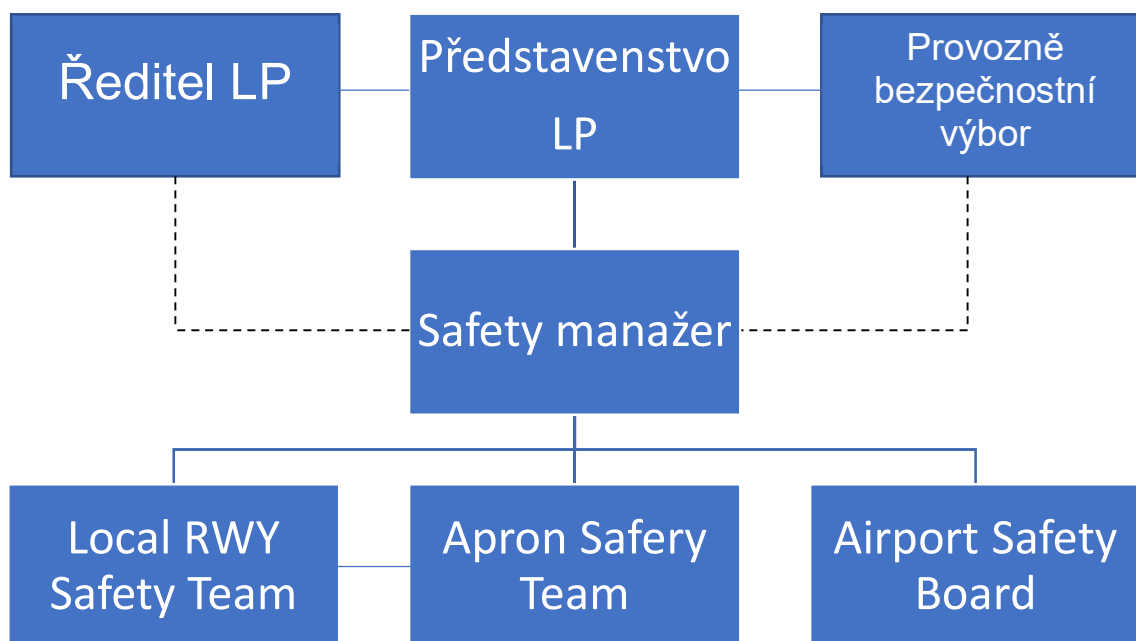 Ředitel LP
Představenstvo
LP
Provozně
bezpečnostní
výbor
Safety manažer
Local RWY
Safety Team
Apron Safery
Team
Airport Safety
Board